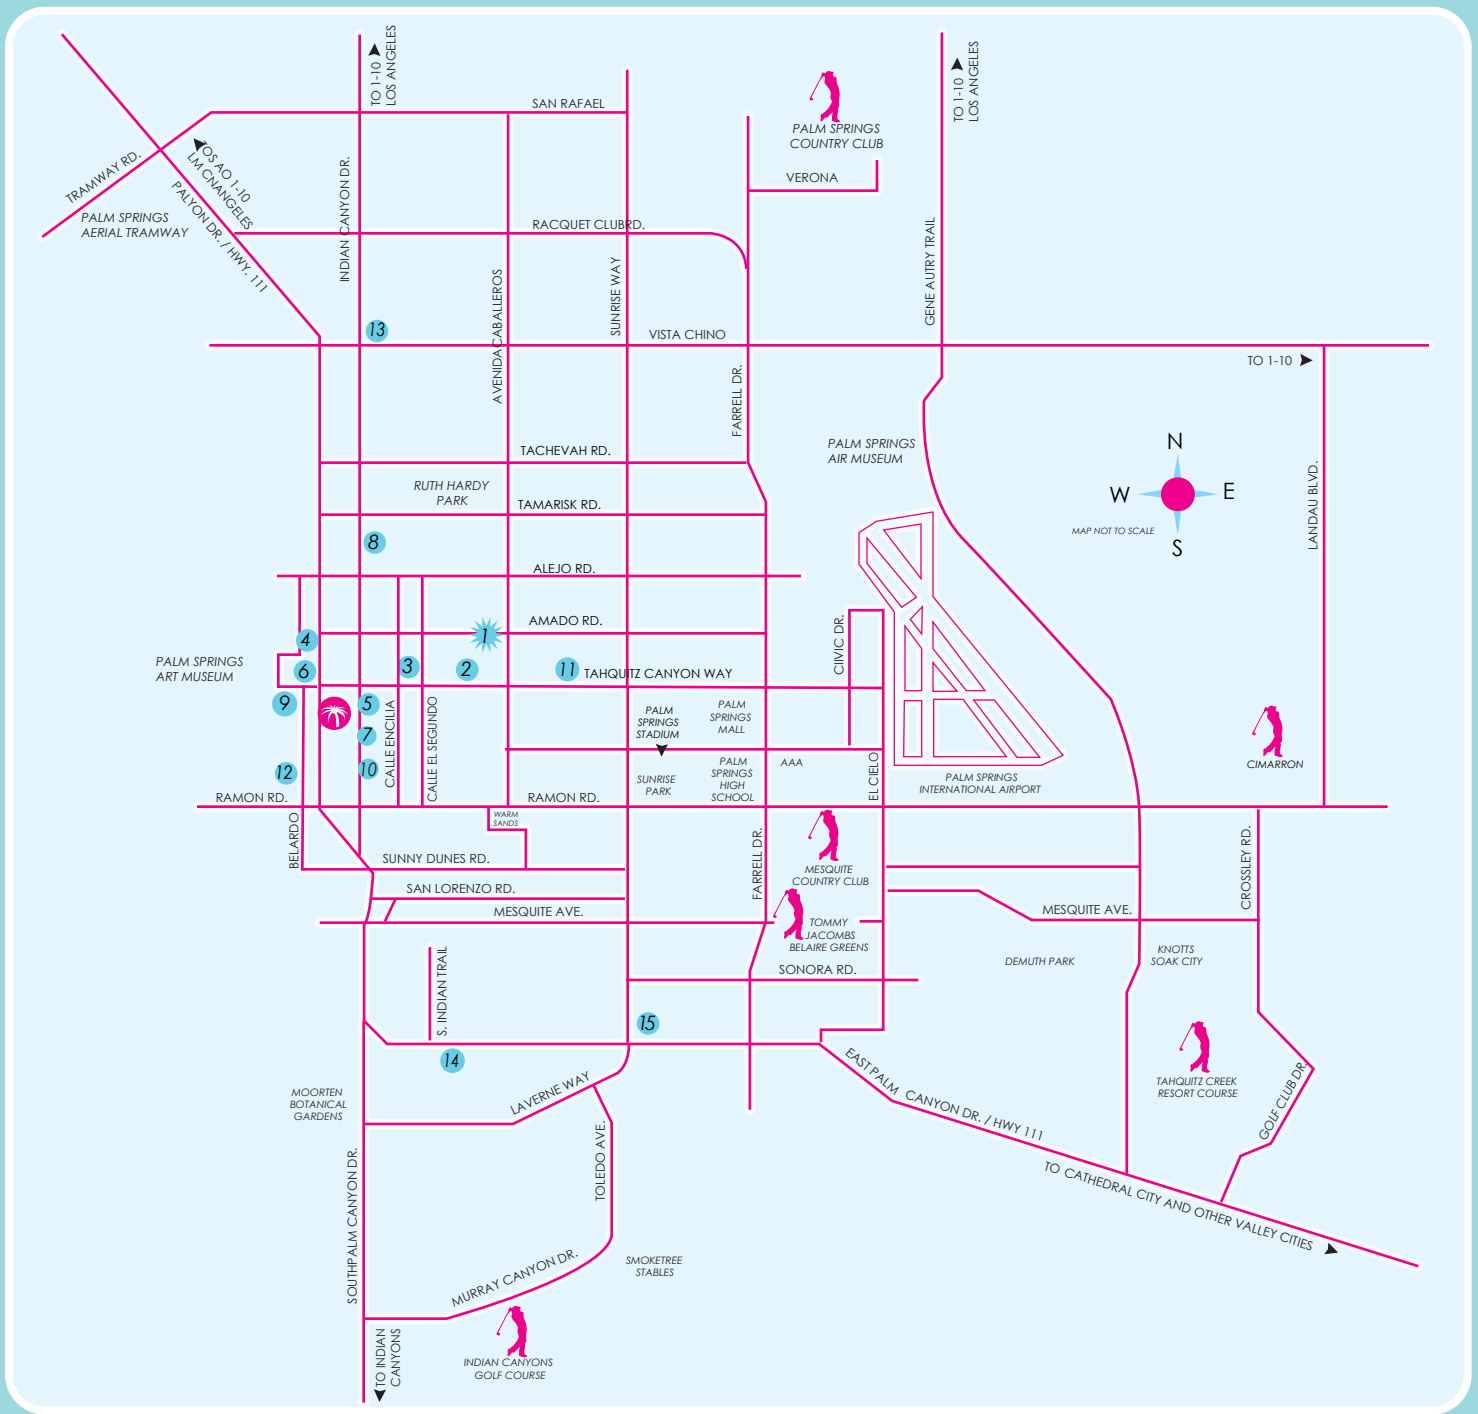 TO 1-10
LOS ANGELES
TO 1-10
LOS ANGELES
SAN RAFAEL
PALM SPRINGS
COUNTRY CLUB
TRAMWAY RD.
TOS AO 1-10
LM CNANGELES
PALYON DR. / HWY. 111
INDIAN CANYON DR.
VERONA
PALM SPRINGS
AERIAL TRAMWAY
RACQUET CLUBRD.
AVENIDACABALLEROS
SUNRISE WAY
GENE AUTRY TRAIL
13
VISTA CHINO
TO 1-10
FARRELL DR.
TACHEVAH RD.
PALM SPRINGS
AIR MUSEUM
N
W
E
S
MAP NOT TO SCALE
LANDAU BLVD.
RUTH HARDY
PARK
TAMARISK RD.
8
ALEJO RD.
AMADO RD.
1
4
CIIVIC DR.
PALM SPRINGS
ART MUSEUM
6
3
2
11
TAHQUITZ CANYON WAY
9
5
7
10
12
CALLE ENCILIA
CALLE EL SEGUNDO
PALM
SPRINGS
STADIUM
PALM
SPRINGS
MALL
SUNRISE
PARK
PALM
SPRINGS
HIGH
SCHOOL
AAA
EL CIELO
PALM SPRINGS
INTERNATIONAL AIRPORT
CIMARRON
RAMON RD.
RAMON RD.
WARM
SANDS
BELARDO
SUNNY DUNES RD.
SAN LORENZO RD.
MESQUITE AVE.
FARRELL DR.
MESQUITE
COUNTRY CLUB
TOMMY
JACOMBS
BELAIRE GREENS
MESQUITE AVE.
CROSSLEY RD.
S. INDIAN TRAIL
SONORA RD.
DEMUTH PARK
KNOTTS
SOAK CITY
15
14
EAST PALM CANYON DR. / HWY 111
TAHQUITZ CREEK
RESORT COURSE
GOLF CLUB DR.
MOORTEN
BOTANICAL
GARDENS
LAVERNE WAY
TOLEDO AVE.
TO CATHEDRAL CITY AND OTHER VALLEY CITIES
SOUTHPALM CANYON DR.
MURRAY CANYON DR.
SMOKETREE
STABLES
INDIAN CANYONS
GOLF COURSE
TO INDIAN
CANYONS